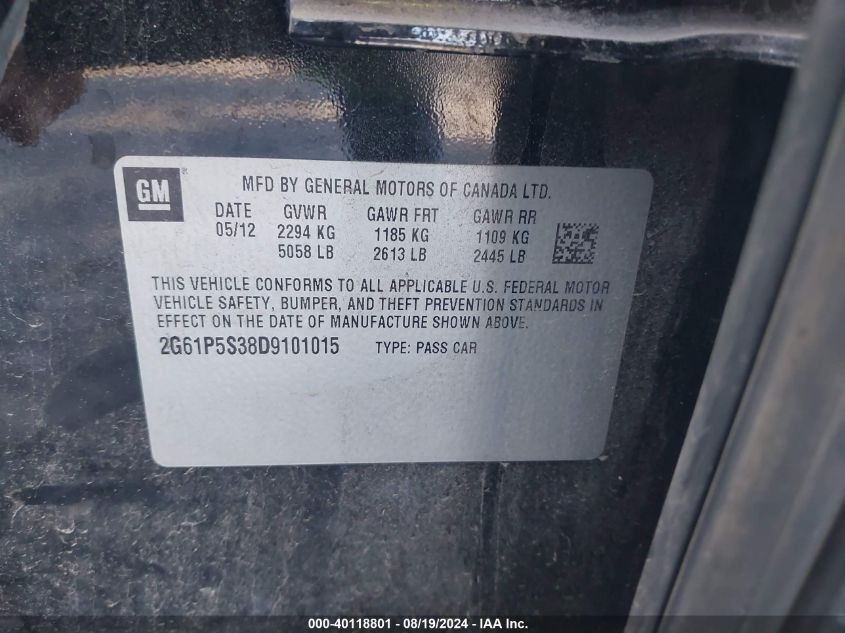 GM
MFD BY GENERAL MOTORS OF CANADA LTD.
DATE GVWR GAWR FRT GAWR RR
05/12 2294 KG 1185 KG 1109 KG
5058 LB 2613 LB 2445 LB
THIS VEHICLE CONFORMS TO ALL APPLICABLE U.S. FEDERAL MOTOR
VEHICLE SAFETY, BUMPER, AND THEFT PREVENTION STANDARDS IN
EFFECT ON THE DATE OF MANUFACTURE SHOWN ABOVE.
2G61P5S38D9101015 TYPE: PASS CAR
000-40118801 - 08/19/2024 - IAA Inc.